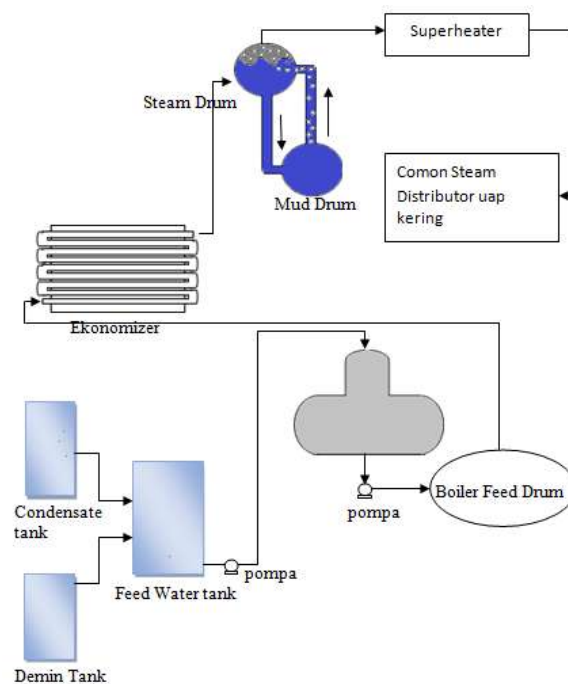 Superheater
Steam Drum
Comon Steam
Distributor uap
kering
Mud Drum
Ekonomizer
Condensate
tank
Boiler Feed Drum
pompa
Feed Water tank
pompa
Demin Tank